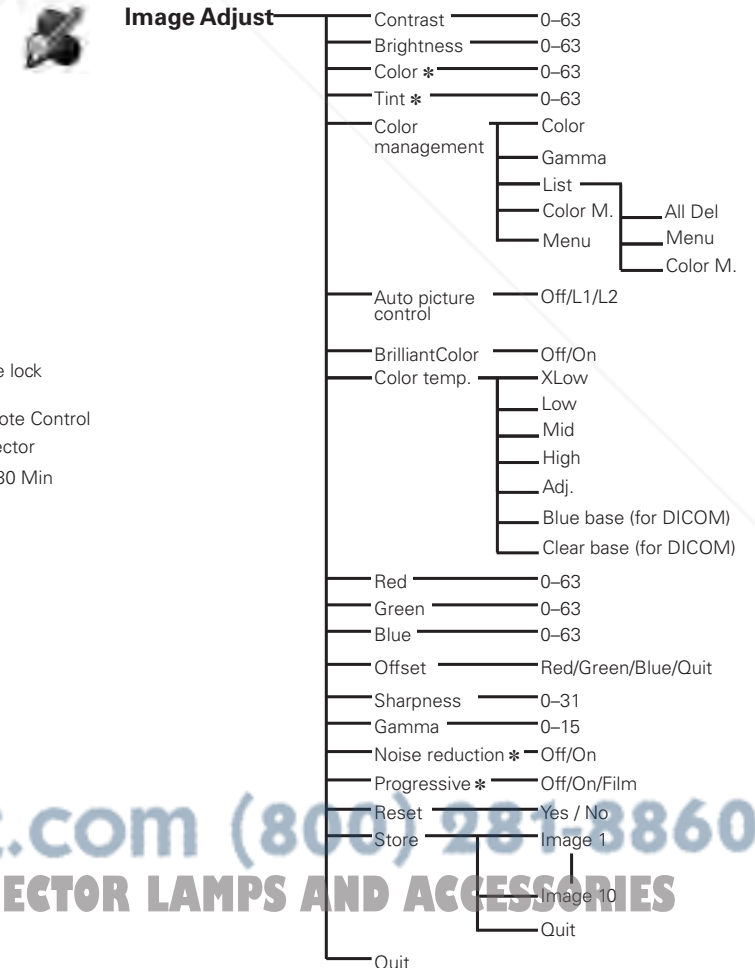 Image Adjust
Contrast 0–63
Brightness 0–63
Color ✻ 0–63
Tint ✻ 0–63
Color management Color
Gamma
List All Del
Menu
Color M.
Color M.
Menu
Auto picture control Off/L1/L2
BrilliantColor Off/On
Color temp. XLow
Low
Mid
High
Adj.
Blue base (for DICOM)
Clear base (for DICOM)
Red 0–63
Green 0–63
Blue 0–63
Offset Red/Green/Blue/Quit
Sharpness 0–31
Gamma 0–15
Noise reduction ✻ Off/On
Progressive ✻ Off/On/Film
Reset Yes / No
Store Image 1
Image 10
Quit
Quit
lock
Control
30 Min
.com (800) 281-8860
LAMPS AND ACCESSORIES